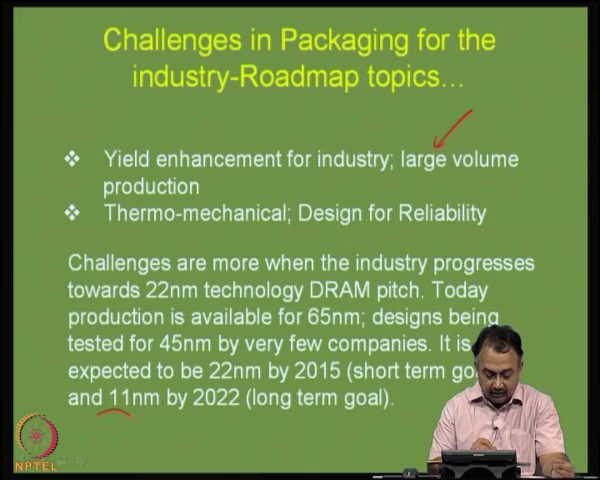 Challenges in Packaging for the
industry-Roadmap topics...
❖ Yield enhancement for industry; large volume
production
❖ Thermo-mechanical; Design for Reliability
Challenges are more when the industry progresses
towards 22nm technology DRAM pitch. Today
production is available for 65nm; designs being
tested for 45nm by very few companies. It is
expected to be 22nm by 2015 (short term go
and 11nm by 2022 (long term goal).
NPTEL